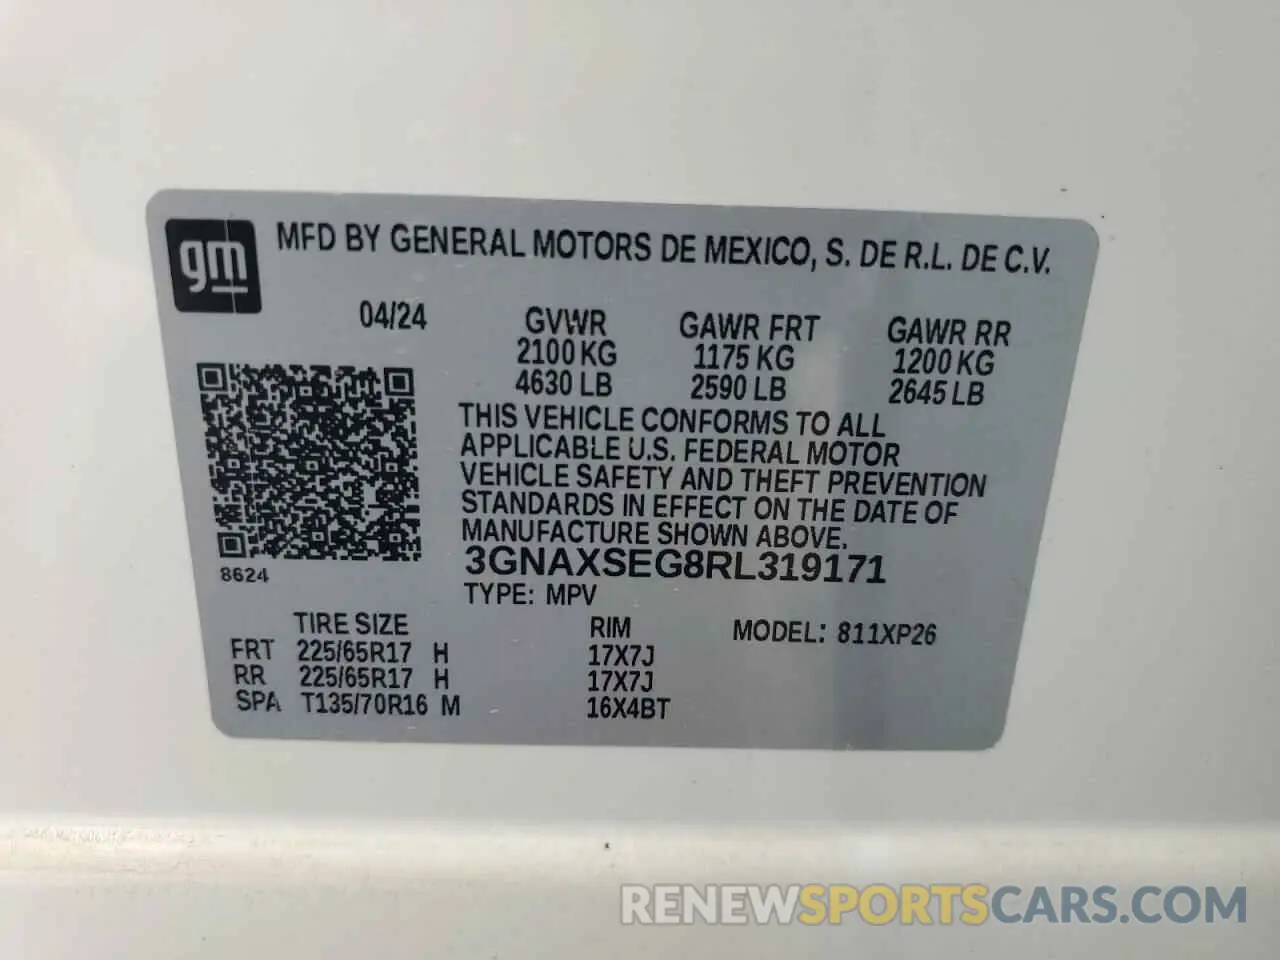 gm
MFD BY GENERAL MOTORS DE MEXICO, S. DE R.L. DE C.V.
04/24
GVWR GAWR FRT GAWR RR
2100 KG 1175 KG 1200 KG
4630 LB 2590 LB 2645 LB
THIS VEHICLE CONFORMS TO ALL
APPLICABLE U.S. FEDERAL MOTOR
VEHICLE SAFETY AND THEFT PREVENTION
STANDARDS IN EFFECT ON THE DATE OF
MANUFACTURE SHOWN ABOVE.
3GNAXSEG8RL319171
8624
TYPE: MPV
TIRE SIZE RIM MODEL: 811XP26
FRT 225/65R17 H 17X7J
RR 225/65R17 H 17X7J
SPA T135/70R16 M 16X4BT
RENEWSPORTSCARS.COM